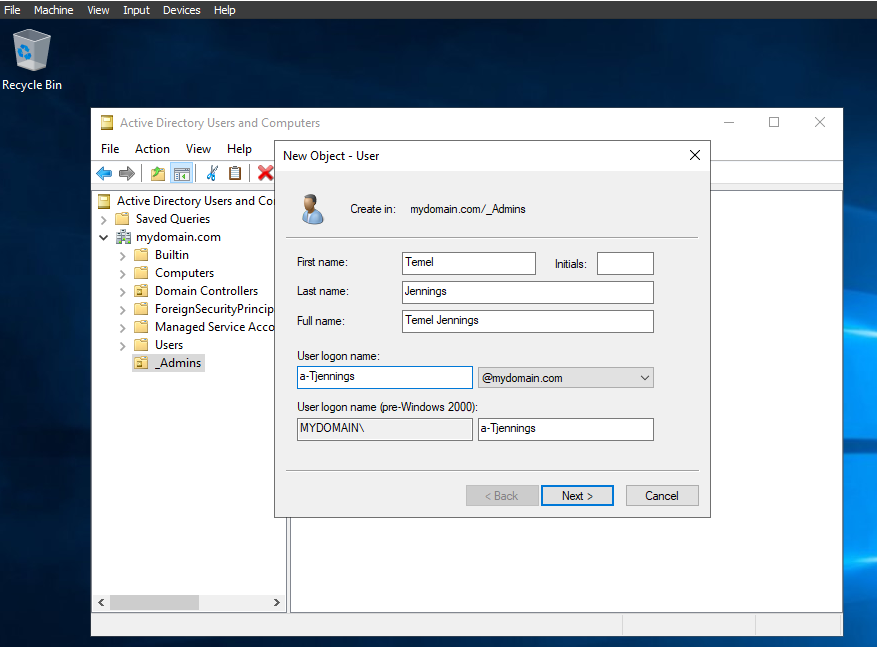 File Machine View Input Devices Help
Recycle Bin
Active Directory Users and Computers
File Action View Help
Active Directory Users and Co
Saved Queries
mydomain.com
Builtin
Computers
Domain Controllers
ForeignSecurityPrincip
Managed Service Acco
Users
_Admins
New Object - User
Create in: mydomain.com/_Admins
First name: Temel Initials:
Last name: Jennings
Full name: Temel Jennings
User logon name:
a-Tjennings @mydomain.com
User logon name (pre-Windows 2000):
MYDOMAIN\ a-Tjennings
< Back Next > Cancel